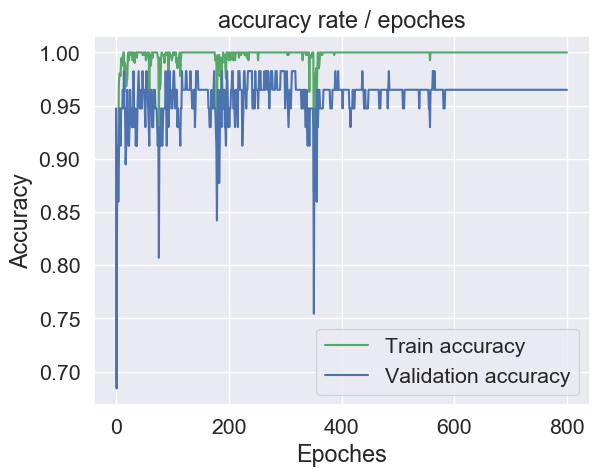 accuracy rate / epoches
1.00
0.95
0.90
0.85
0.80
0.75
0.70
Accuracy
Train accuracy
Validation accuracy
0 200 400 600 800
Epoches